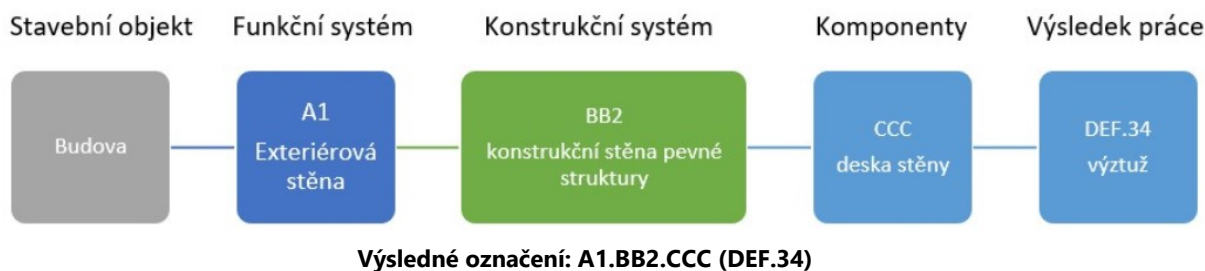 Stavební objekt
Funkční systém
Konstrukční systém
Komponenty
Výsledek práce
Budova
A1
Exteriérová
stěna
BB2
konstrukční stěna pevné
struktury
CCC
deska stěny
DEF.34
výztuž
Výsledné označení: A1.BB2.CCC (DEF.34)